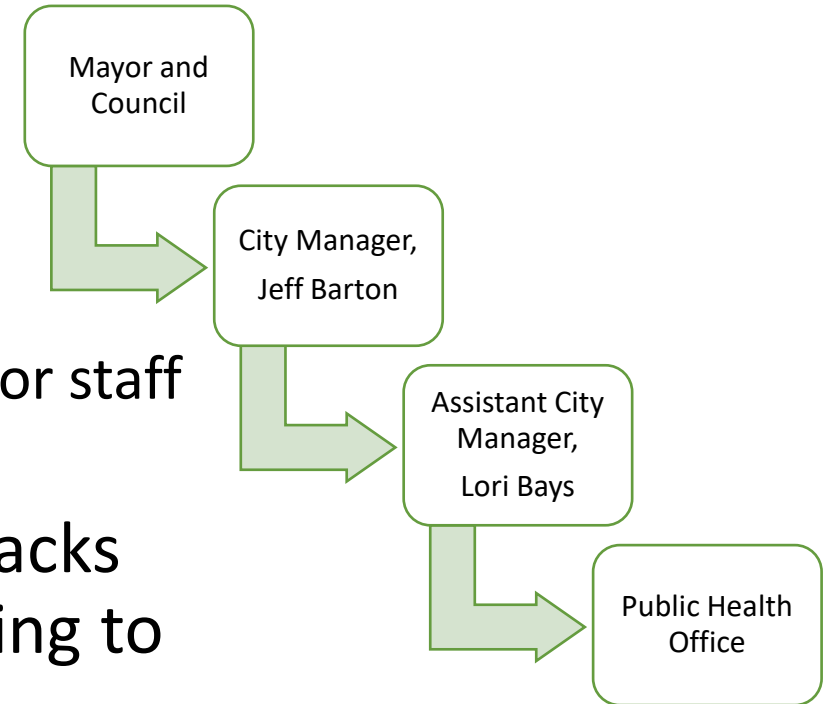 Mayor and
Council
City Manager,
Jeff Barton
or staff
Assistant City
Manager,
Lori Bays
acks
ing to
Public Health
Office